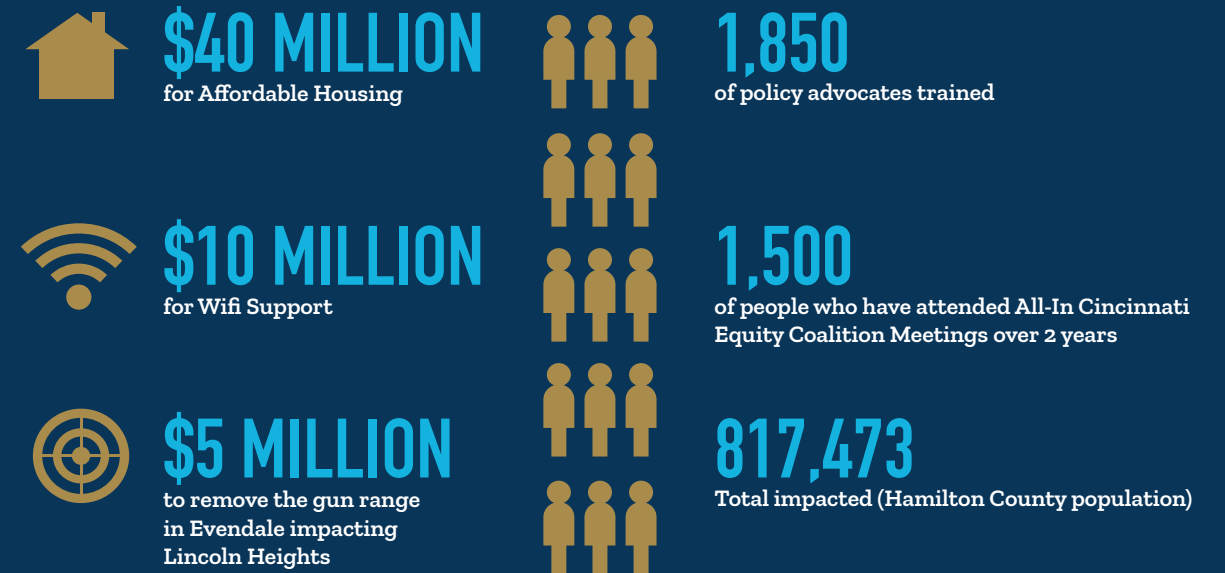 $40 MILLION
for Affordable Housing
$10 MILLION
for Wifi Support
$5 MILLION
to remove the gun range
in Evendale impacting
Lincoln Heights
1,850
of policy advocates trained
1,500
of people who have attended All-In Cincinnati
Equity Coalition Meetings over 2 years
817,473
Total impacted (Hamilton County population)